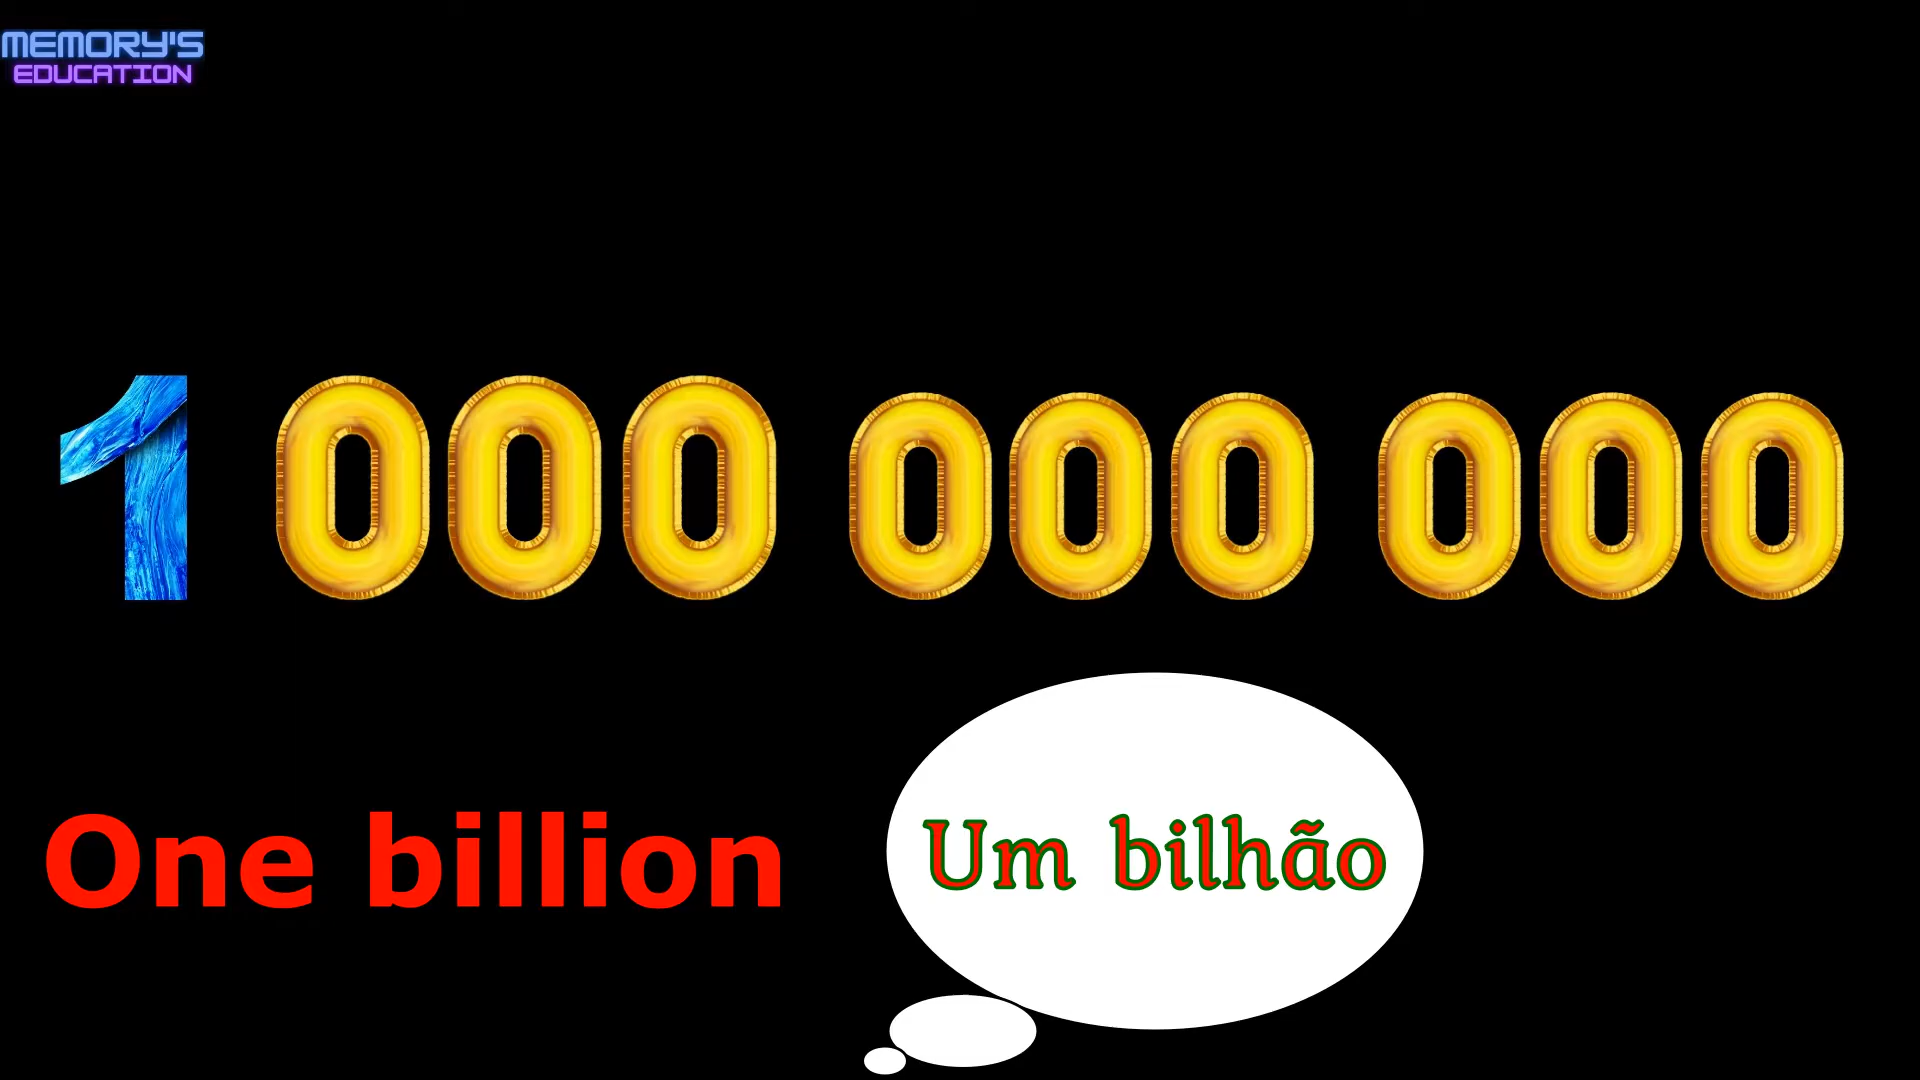 MEMORY'S
EDUCATION
1 000 000 000
One billion
Um bilhão